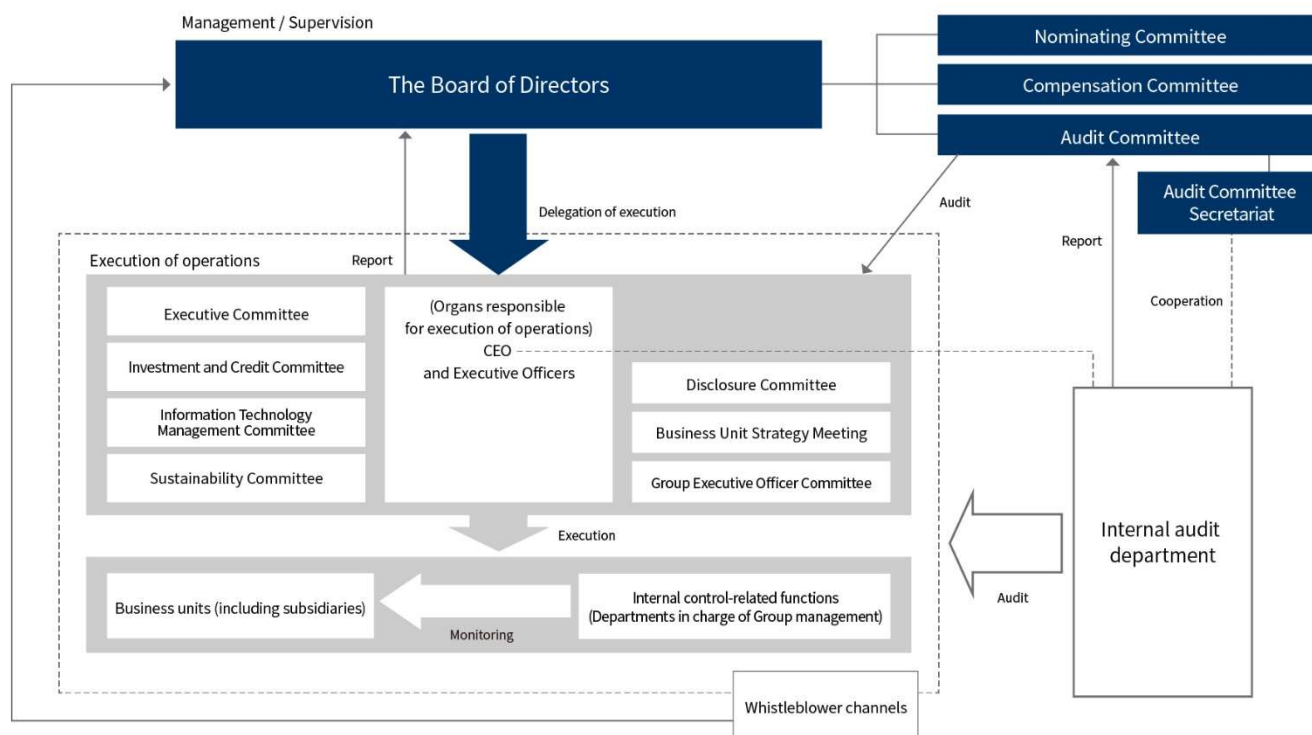 Management / Supervision
The Board of Directors
Nominating Committee
Compensation Committee
Audit Committee
Audit Committee
Secretariat
Audit
Report
Cooperation
Delegation of execution
Report
Execution of operations
Executive Committee
Investment and Credit Committee
Information Technology
Management Committee
Sustainability Committee
(Organs responsible
for execution of operations)
CEO
and Executive Officers
Disclosure Committee
Business Unit Strategy Meeting
Group Executive Officer Committee
Execution
Business units (including subsidiaries)
Monitoring
Internal control-related functions
(Departments in charge of Group management)
Internal audit
department
Audit
Whistleblower channels